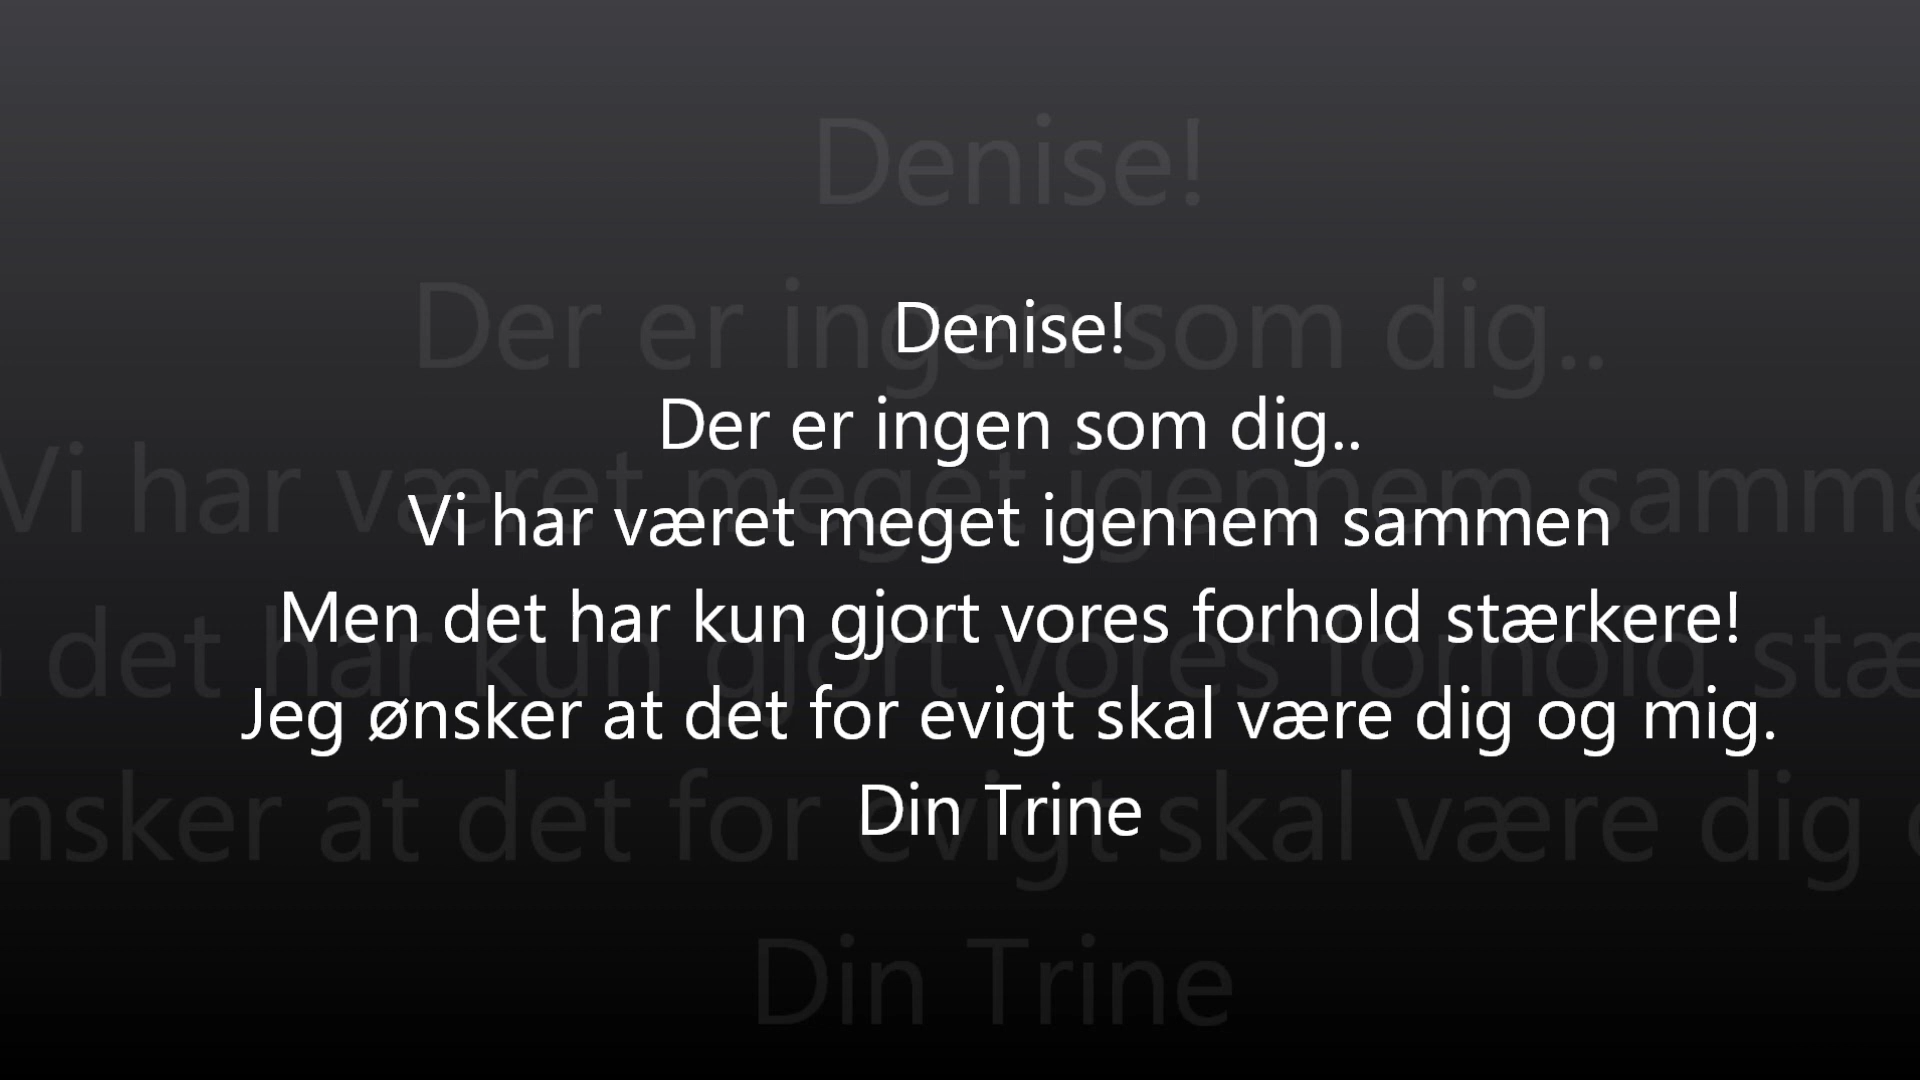 Denise!
Der er ingen som dig..
Vi har været meget igennem sammen
Men det har kun gjort vores forhold stærkere!
Jeg ønsker at det for evigt skal være dig og mig.
Din Trine